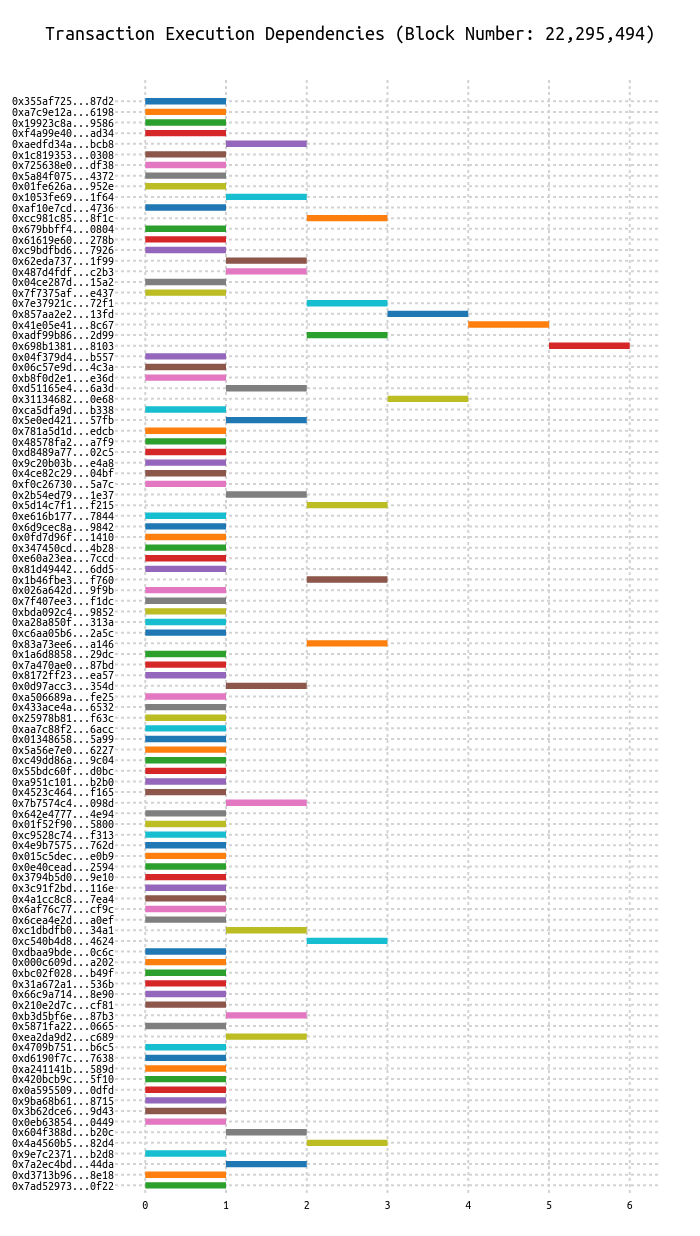 Transaction Execution Dependencies (Block Number: 22,295,494)
0x355af725...87d2
0xa7c9e12a...6198
0x19923c8a...9586
0xf4a99e40...ad34
0xaedfd34a...bcb8
0x1c819353...0308
0x725638e0...df38
0x5a84f075...4372
0x01fe626a...952e
0x1053fe69...1f64
0xaf10e7cd...4736
0xcc981c85...8f1c
0x679bbff4...0804
0x61619e60...278b
0xc9bdfbd6...7926
0x62eda737...1f99
0x487d4fdf...c2b3
0x04ce287d...15a2
0x7f7375af...e437
0x7e37921c...72f1
0x857aa2e2...13fd
0x41e05e41...8c67
0xadf99b86...2d99
0x698b1381...8103
0x04f379d4...b557
0x06c57e9d...4c3a
0xb8f0d2e1...e36d
0xd51165e4...6a3d
0x31134682...0e68
0xca5dfa9d...b338
0x5e0ed421...57fb
0x781a5d1d...edcb
0x48578fa2...a7f9
0xd8489a77...02c5
0x9c20b03b...e4a8
0x4ce82c29...04bf
0xf0c26730...5a7c
0x2b54ed79...1e37
0x5d14c7f1...f215
0xe616b177...7844
0x6d9cec8a...9842
0x0fd7d96f...1410
0x347450cd...4b28
0xe60a23ea...7ccd
0x81d49442...6dd5
0x1b46fbe3...f760
0x026a642d...9f9b
0x7f407ee3...f1dc
0xbda092c4...9852
0xa28a850f...313a
0xc6aa05b6...2a5c
0x83a73ee6...a146
0x1a6d8858...29dc
0x7a470ae0...87bd
0x8172ff23...ea57
0x0d97acc3...354d
0xa506689a...fe25
0x433ace4a...6532
0x25978b81...f63c
0xaa7c88f2...6acc
0x01348658...5a99
0x5a56e7e0...6227
0xc49dd86a...9c04
0x55bdc60f...d0bc
0xa951c101...b2b0
0x4523c464...f165
0x7b7574c4...098d
0x642e4777...4e94
0x01f52f90...5800
0xc9528c74...f313
0x4e9b7575...762d
0x015c5dec...e0b9
0x0e40cead...2594
0x3794b5d0...9e10
0x3c91f2bd...116e
0x4a1cc8c8...7ea4
0x6af76c77...cf9c
0x6cea4e2d...a0ef
0xc1dbdfb0...34a1
0xc540b4d8...4624
0xdbaa9bde...0c6c
0x000c609d...a202
0xbc02f028...b49f
0x31a672a1...536b
0x66c9a714...8e90
0x210e2d7c...cf81
0xb3d5bf6e...87b3
0x5871fa22...0665
0xea2da9d2...c689
0x4709b751...b6c5
0xd6190f7c...7638
0xa241141b...589d
0x420bcb9c...5f10
0x0a595509...0dfd
0x9ba68b61...8715
0x3b62dce6...9d43
0x0eb63854...0449
0x604f388d...b20c
0x4a4560b5...82d4
0x9e7c2371...b2d8
0x7a2ec4bd...44da
0xd3713b96...8e18
0x7ad52973...0f22
0 1 2 3 4 5 6